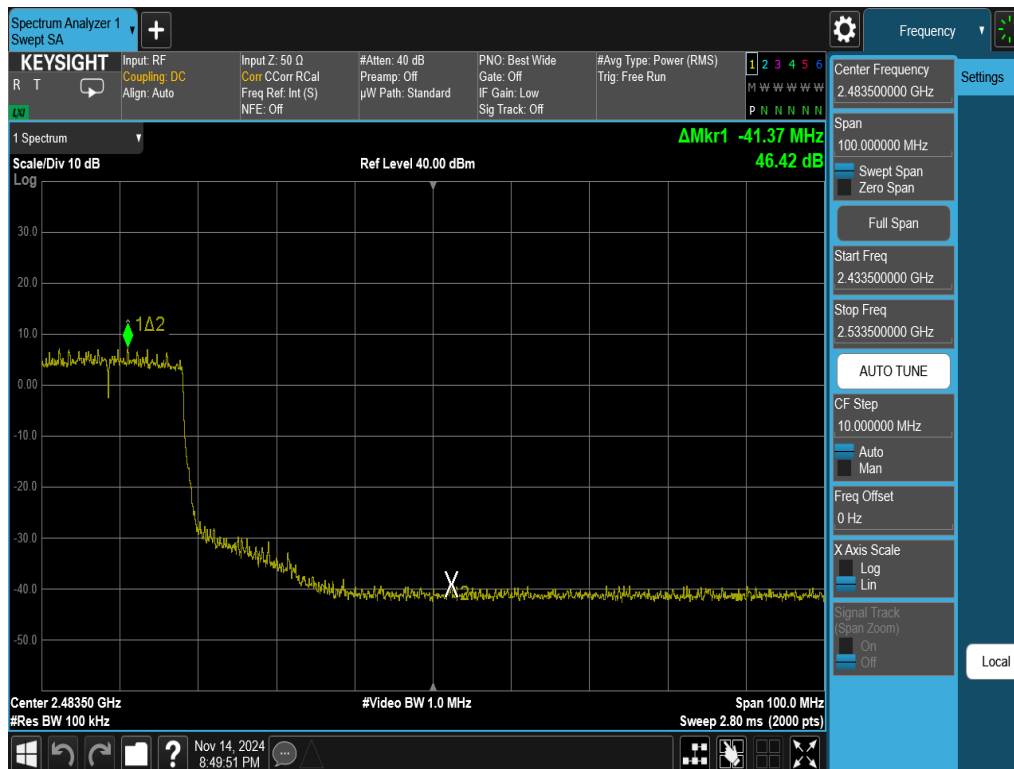 Spectrum Analyzer 1
Swept SA
Frequency
KEYSIGHT
R T
LXI
Input: RF
Coupling: DC
Align: Auto
Input Z: 50 Ω
Corr CCorr RCal
Freq Ref: Int (S)
NFE: Off
#Atten: 40 dB
Preamp: Off
µW Path: Standard
PNO: Best Wide
Gate: Off
IF Gain: Low
Sig Track: Off
#Avg Type: Power (RMS)
Trig: Free Run
1 2 3 4 5 6
M W W W W W
P N N N N N
1 Spectrum
Scale/Div 10 dB
Log
Ref Level 40.00 dBm
ΔMkr1 -41.37 MHz
46.42 dB
30.0
20.0
10.0
0.00
-10.0
-20.0
-30.0
-40.0
-50.0
1Δ2
X2
Center 2.48350 GHz
#Res BW 100 kHz
#Video BW 1.0 MHz
Span 100.0 MHz
Sweep 2.80 ms (2000 pts)
Center Frequency
2.483500000 GHz
Span
100.000000 MHz
Swept Span
Zero Span
Full Span
Start Freq
2.433500000 GHz
Stop Freq
2.533500000 GHz
AUTO TUNE
CF Step
10.000000 MHz
Auto
Man
Freq Offset
0 Hz
X Axis Scale
Log
Lin
Signal Track
(Span Zoom)
On
Off
Settings
Local
?
Nov 14, 2024
8:49:51 PM